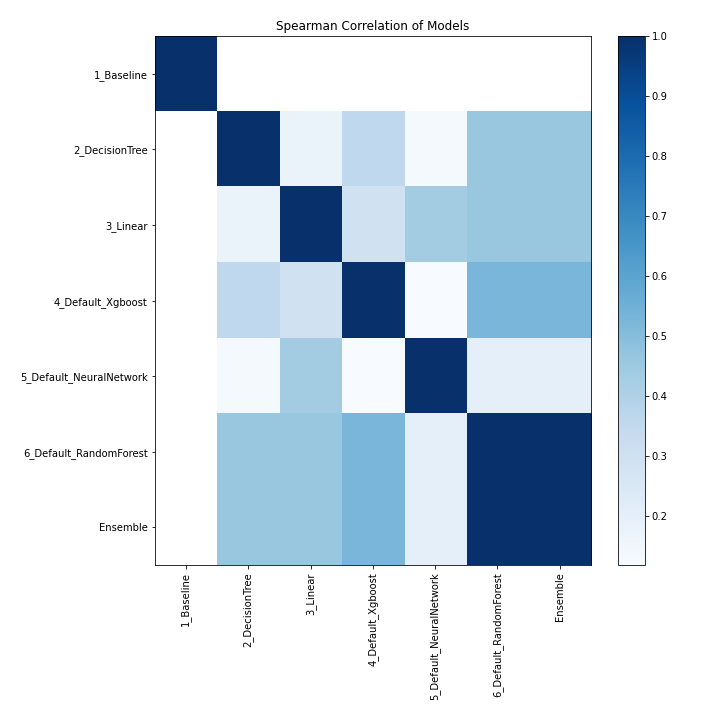 Spearman Correlation of Models
1_Baseline
2_DecisionTree
3_Linear
4_Default_Xgboost
5_Default_NeuralNetwork
6_Default_RandomForest
Ensemble
1_Baseline
2_DecisionTree
3_Linear
4_Default_Xgboost
5_Default_NeuralNetwork
6_Default_RandomForest
Ensemble
1.0
0.9
0.8
0.7
0.6
0.5
0.4
0.3
0.2